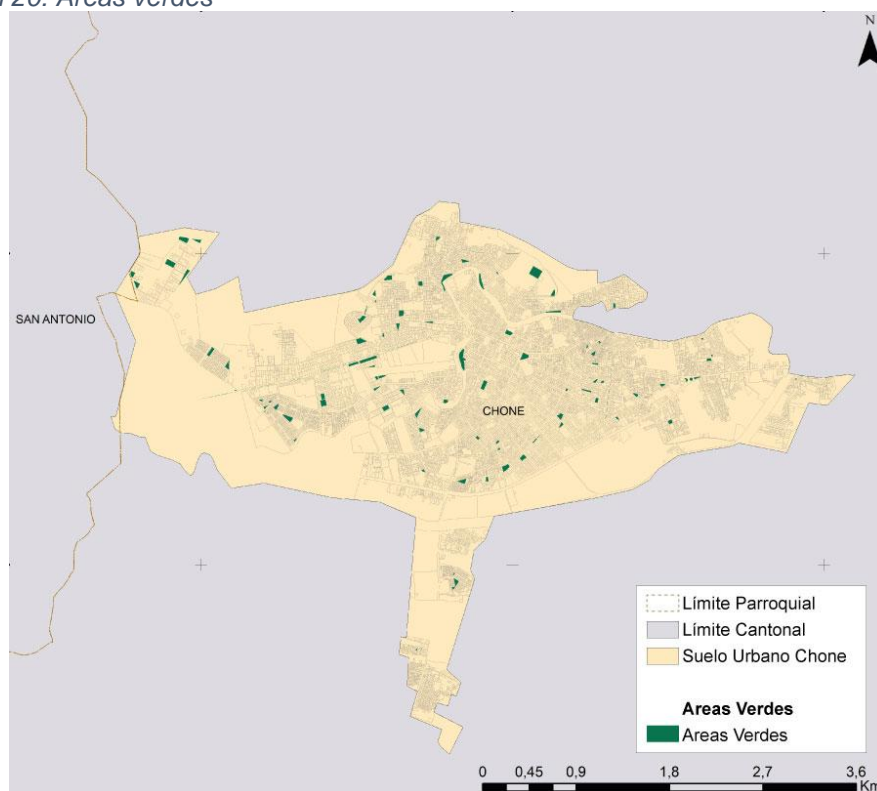 Areas verdes
N
SAN ANTONIO
CHONE
Límite Parroquial
Límite Cantonal
Suelo Urbano Chone
Areas Verdes
Areas Verdes
0 0,45 0,9 1,8 2,7 3,6
Km